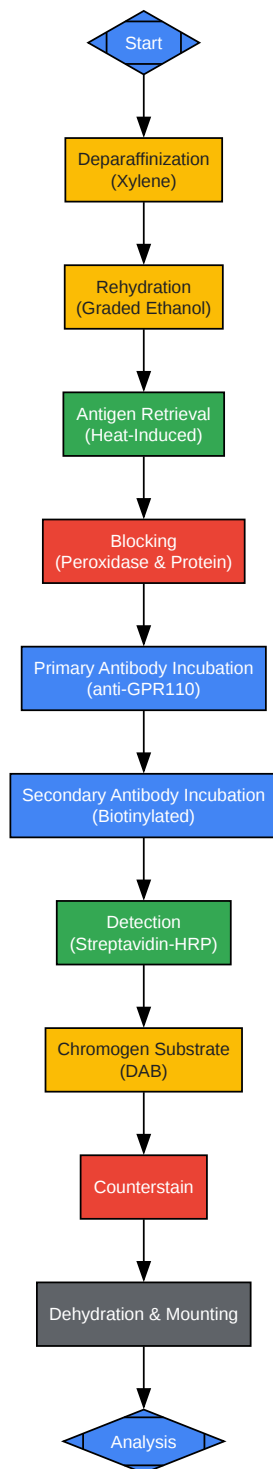 Start
Deparaffinization
(Xylene)
Rehydration
(Graded Ethanol)
Antigen Retrieval
(Heat-Induced)
Blocking
(Peroxidase & Protein)
Primary Antibody Incubation
(anti-GPR110)
Secondary Antibody Incubation
(Biotinylated)
Detection
(Streptavidin-HRP)
Chromogen Substrate
(DAB)
Counterstain
Dehydration & Mounting
Analysis